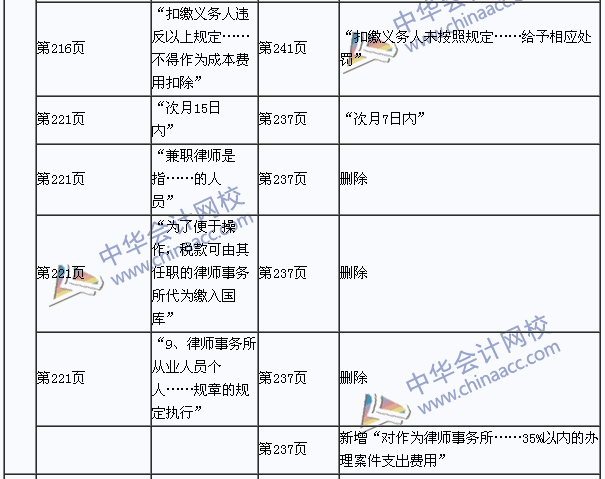 第216页
“扣缴义务人违
反以上规定……
不得作为成本费
用扣除”
第241页
“扣缴义务人未按照规定……给予相应处
罚”
第221页
“次月15日
内”
第237页
“次月7日内”
第221页
“兼职律师是
指……的人
员”
第237页
删除
第221页
“为了便于操
作，税款可由其
任职的律师事务
所代为缴入国
库”
第237页
删除
第221页
“9、律师事务所
从业人员个
人……规章的规
定执行”
第237页
删除
第237页
新增“对作为律师事务所……35%以内的办
理案件支出费用”
中华会计网校
www.chinaacc.com
中华会计网校
www.chinaacc.com
中华会计网校
www.chinaacc.com